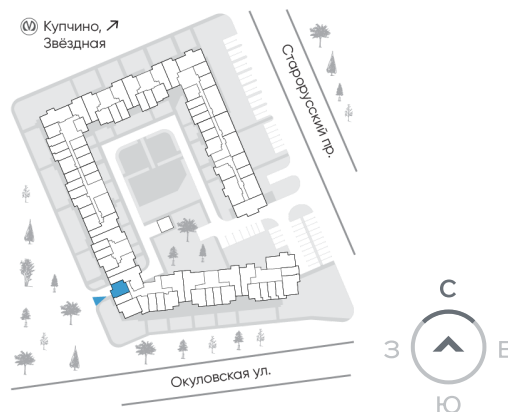 Купчино, ↗
Звёздная
Старорусский пр.
Окуловская ул.
С
З
В
Ю